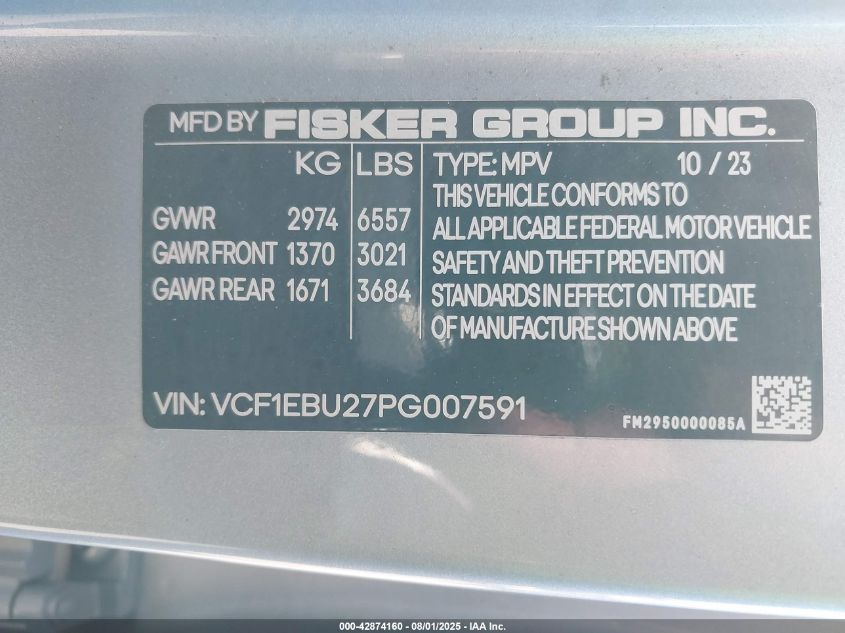 MFD BY FISKER GROUP INC.
KG LBS TYPE: MPV 10 / 23
THIS VEHICLE CONFORMS TO
GVWR 2974 6557 ALL APPLICABLE FEDERAL MOTOR VEHICLE
GAWR FRONT 1370 3021 SAFETY AND THEFT PREVENTION
GAWR REAR 1671 3684 STANDARDS IN EFFECT ON THE DATE
OF MANUFACTURE SHOWN ABOVE
VIN: VCF1EBU27PG007591
FM2950000085A
000-42874160 - 08/01/2025 - IAA Inc.